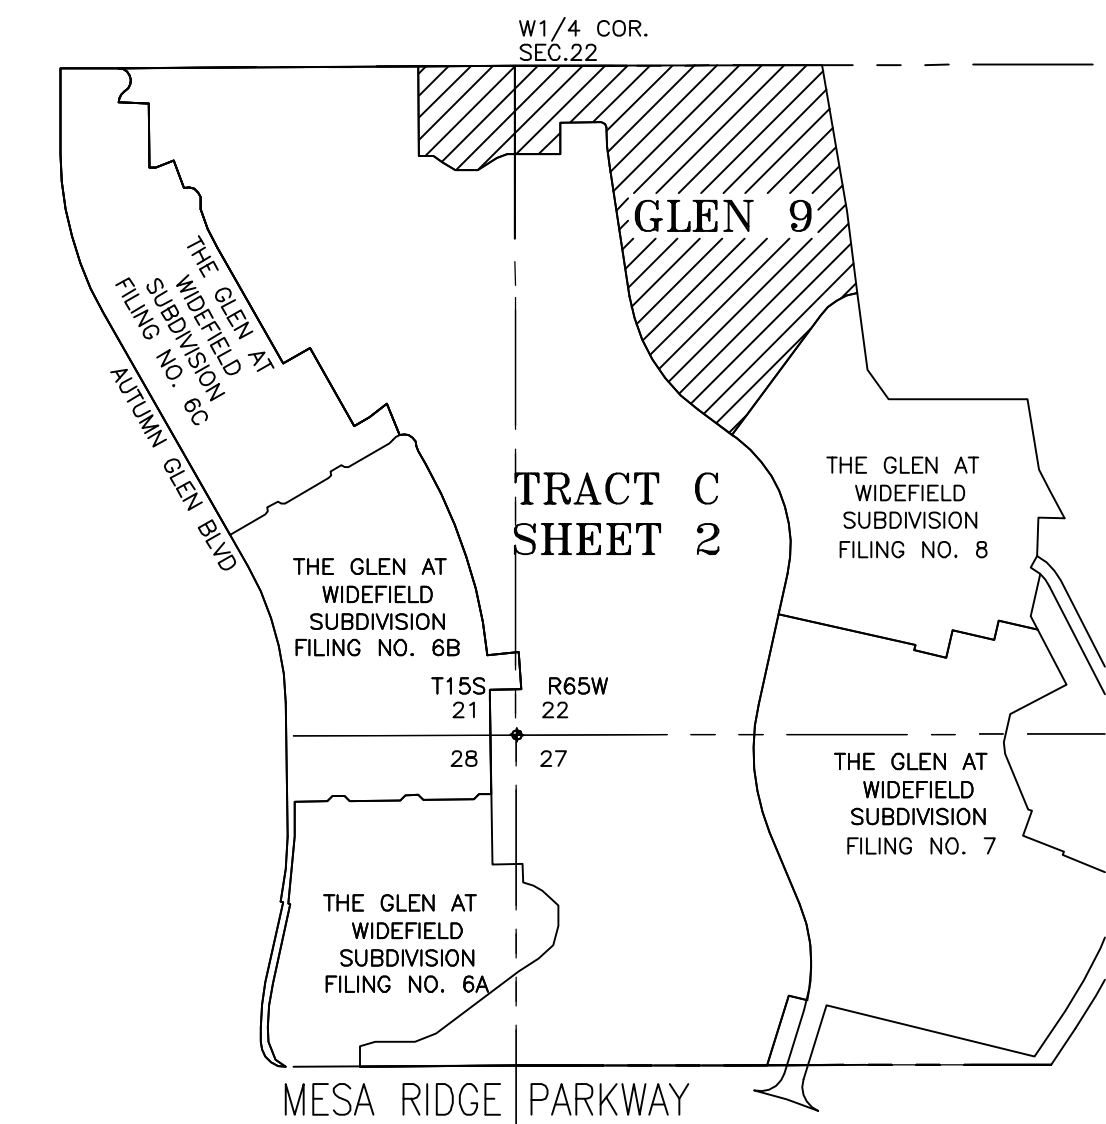 W1/4 COR.
SEC.22
GLEN 9
THE GLEN AT
WIDEFIELD
SUBDIVISION
FILING NO. 6C
AUTUMN GLEN BLVD
TRACT C
SHEET 2
THE GLEN AT
WIDEFIELD
SUBDIVISION
FILING NO. 8
THE GLEN AT
WIDEFIELD
SUBDIVISION
FILING NO. 6B
T15S R65W
21 22
28 27
THE GLEN AT
WIDEFIELD
SUBDIVISION
FILING NO. 7
THE GLEN AT
WIDEFIELD
SUBDIVISION
FILING NO. 6A
MESA RIDGE PARKWAY